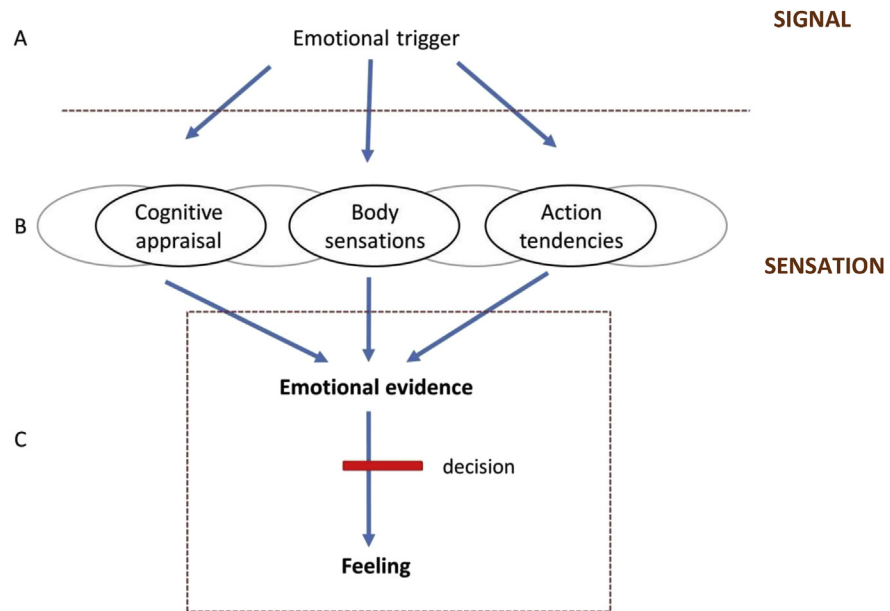 SIGNAL
A
Emotional trigger
B
Cognitive
appraisal
Body
sensations
Action
tendencies
SENSATION
Emotional evidence
C
decision
Feeling